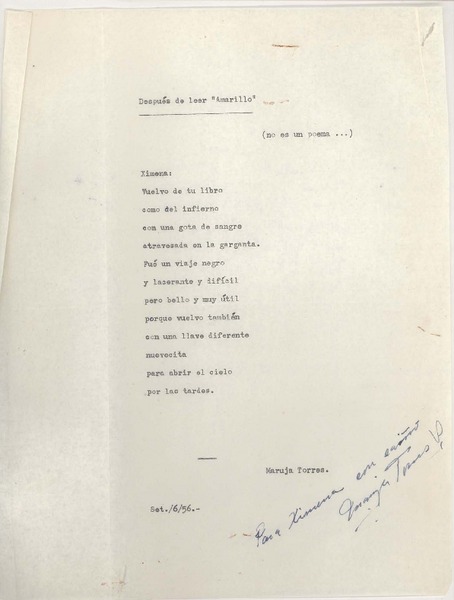 Después de leer "Amarillo"
(no es un poema ...)
Ximena:
Vuelvo de tu libro
como del infierno
con una gota de sangre
atravesada en la garganta.
Fué un viaje negro
y lacerante y difícil
pero bello y muy útil
porque vuelvo también
con una llave diferente
nuevecita
para abrir el cielo
por las tardes.
Maruja Torres.
Set./6/56.-
Para Ximena con cariño
Maruja Torres